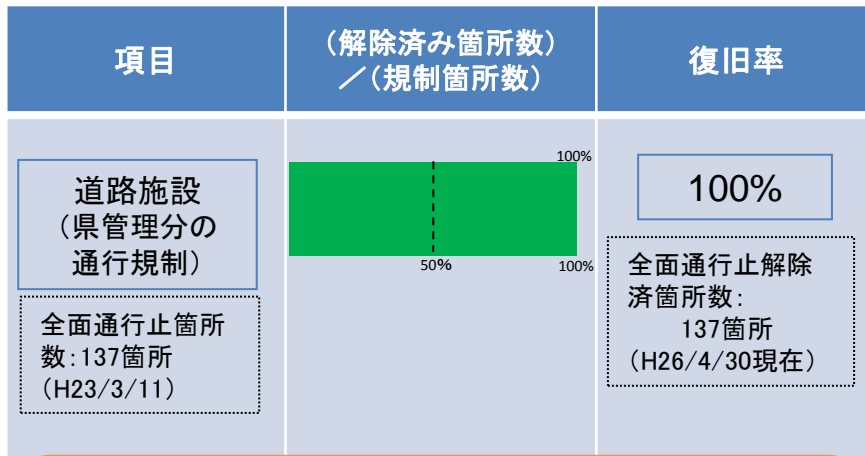 項目
（解除済み箇所数）
／（規制箇所数）
復旧率
道路施設
（県管理分の
通行規制）
全面通行止箇所
数：137箇所
（H23/3/11）
100%
50%
100%
100%
全面通行止解除
済箇所数：
137箇所
（H26/4/30現在）